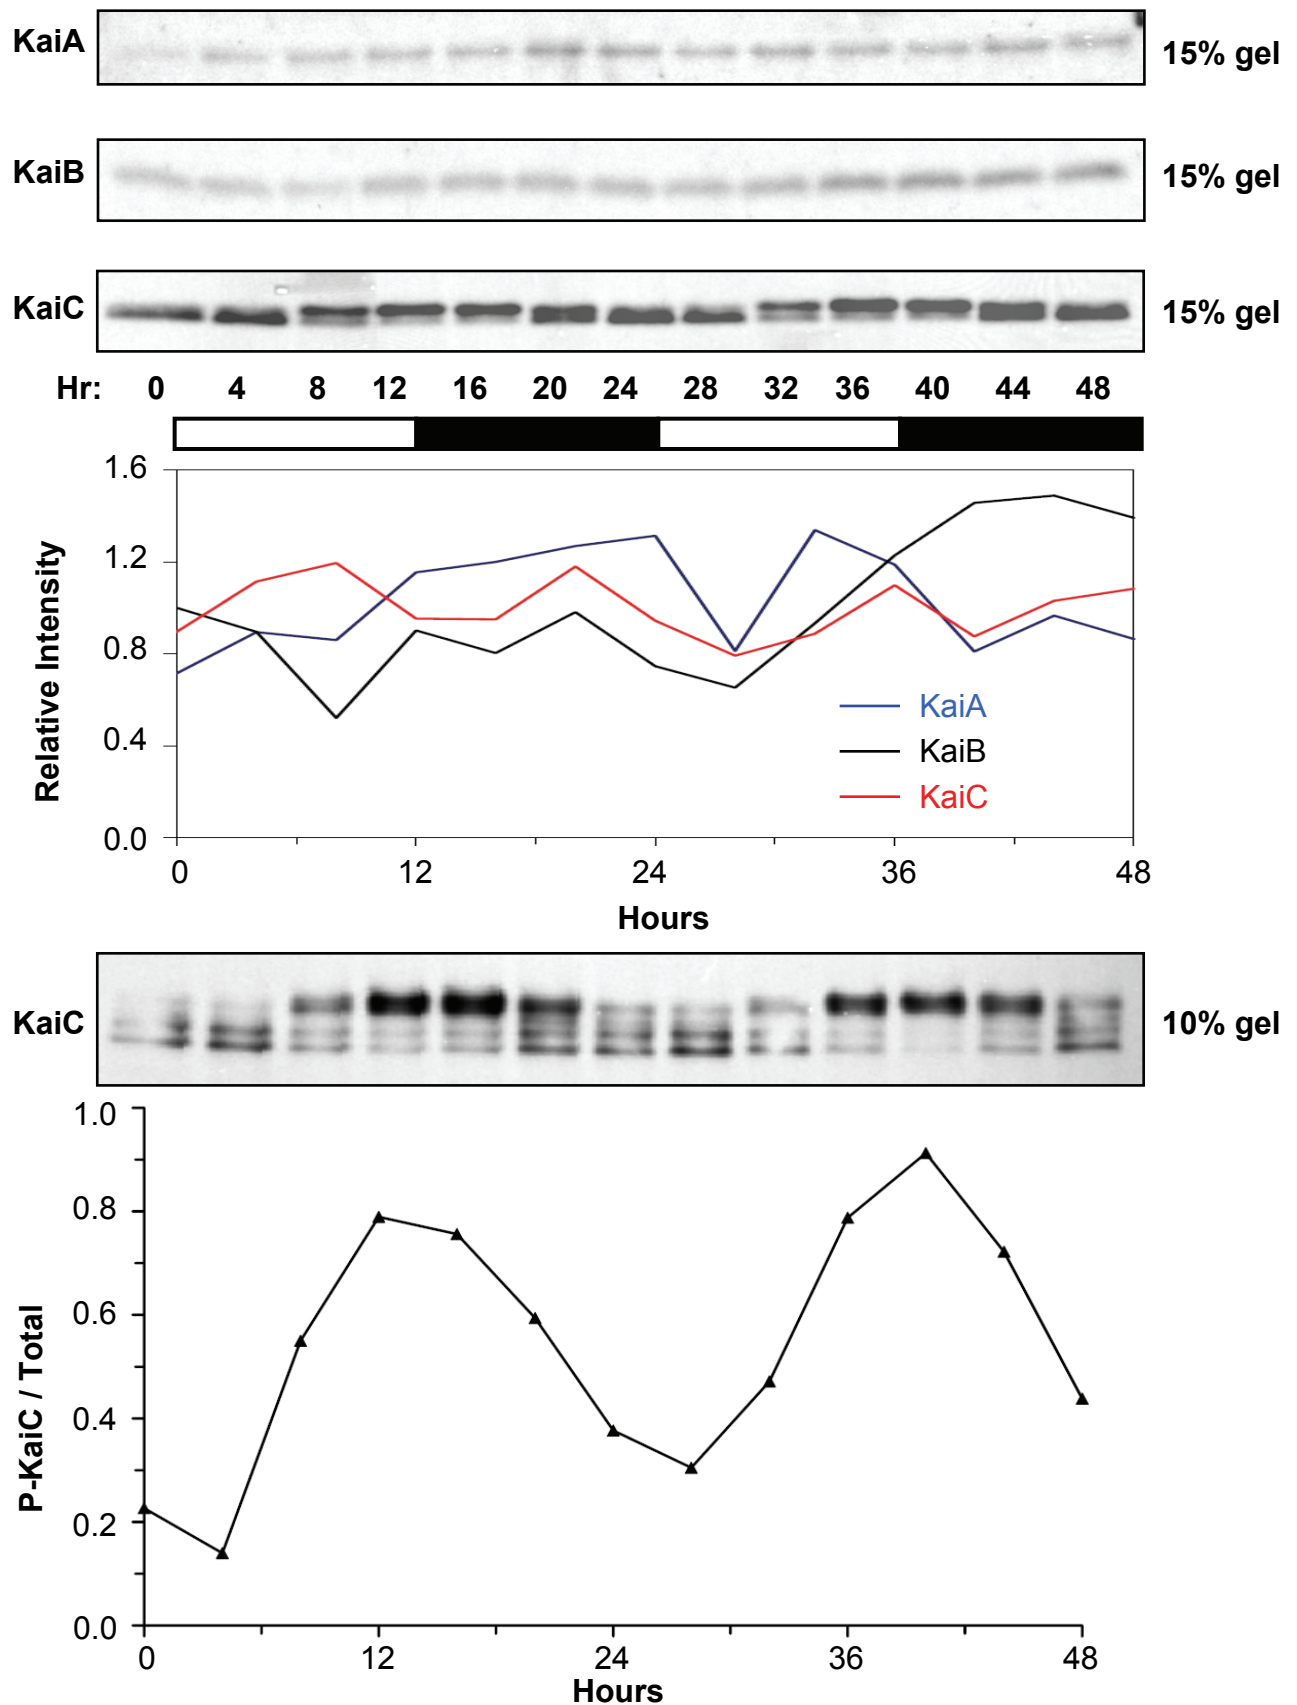 KaiA
15% gel
KaiB
15% gel
KaiC
15% gel
Hr: 0 4 8 12 16 20 24 28 32 36 40 44 48
1.6
1.2
0.8
0.4
0.0
Relative Intensity
KaiA
KaiB
KaiC
0 12 24 36 48
Hours
KaiC
10% gel
1.0
0.8
0.6
0.4
0.2
0.0
P-KaiC / Total
0 12 24 36 48
Hours